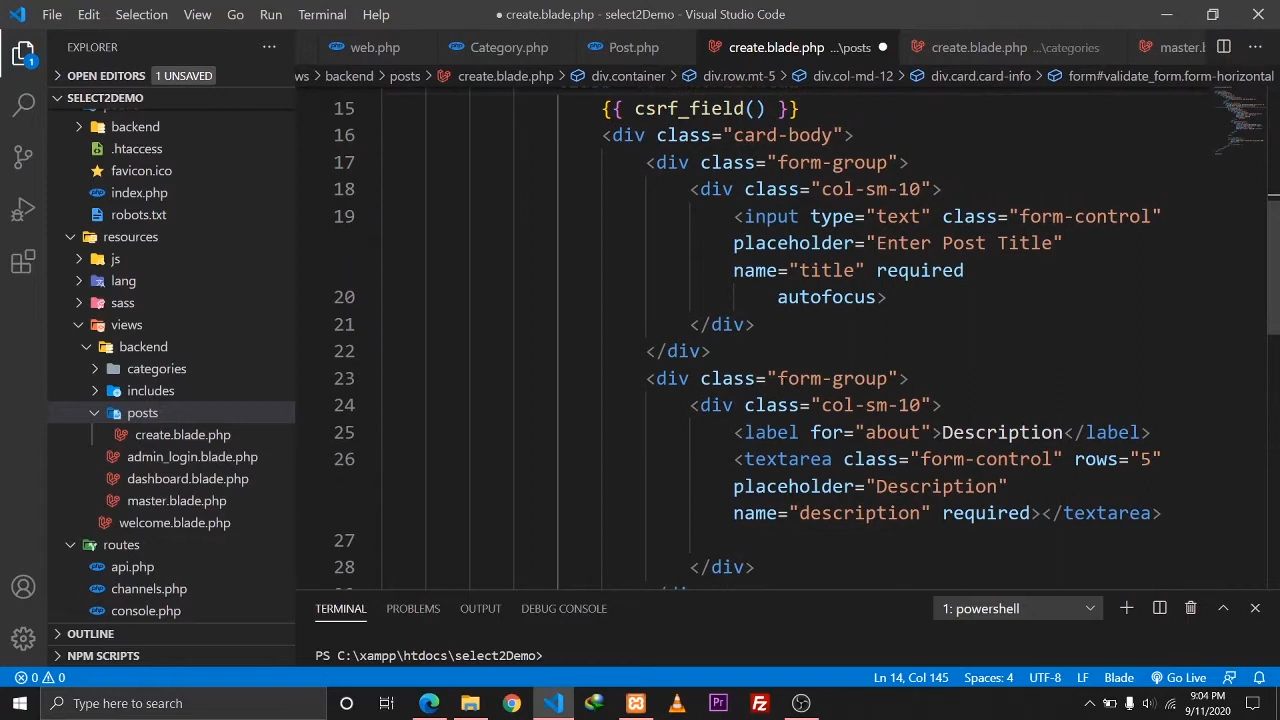 File Edit Selection View Go Run Terminal Help
● create.blade.php - select2Demo - Visual Studio Code
EXPLORER
web.php Category.php Post.php create.blade.php ...\posts ● create.blade.php ...\categories master.b
OPEN EDITORS 1 UNSAVED
ws > backend > posts > create.blade.php > div.container > div.row.mt-5 > div.col-md-12 > div.card.card-info > form#validate_form.form-horizontal
SELECT2DEMO
backend
.htaccess
favicon.ico
index.php
robots.txt
resources
js
lang
sass
views
backend
categories
includes
posts
create.blade.php
admin_login.blade.php
dashboard.blade.php
master.blade.php
welcome.blade.php
routes
api.php
channels.php
console.php
OUTLINE
NPM SCRIPTS
15 {{ csrf_field() }}
16 <div class="card-body">
17 <div class="form-group">
18 <div class="col-sm-10">
19 <input type="text" class="form-control"
placeholder="Enter Post Title"
name="title" required
20 autofocus>
21 </div>
22 </div>
23 <div class="form-group">
24 <div class="col-sm-10">
25 <label for="about">Description</label>
26 <textarea class="form-control" rows="5"
placeholder="Description"
name="description" required></textarea>
27
28 </div>
TERMINAL PROBLEMS OUTPUT DEBUG CONSOLE 1: powershell
PS C:\xampp\htdocs\select2Demo>
0 0 Ln 14, Col 145 Spaces: 4 UTF-8 LF Blade Go Live
Type here to search
9:04 PM
9/11/2020